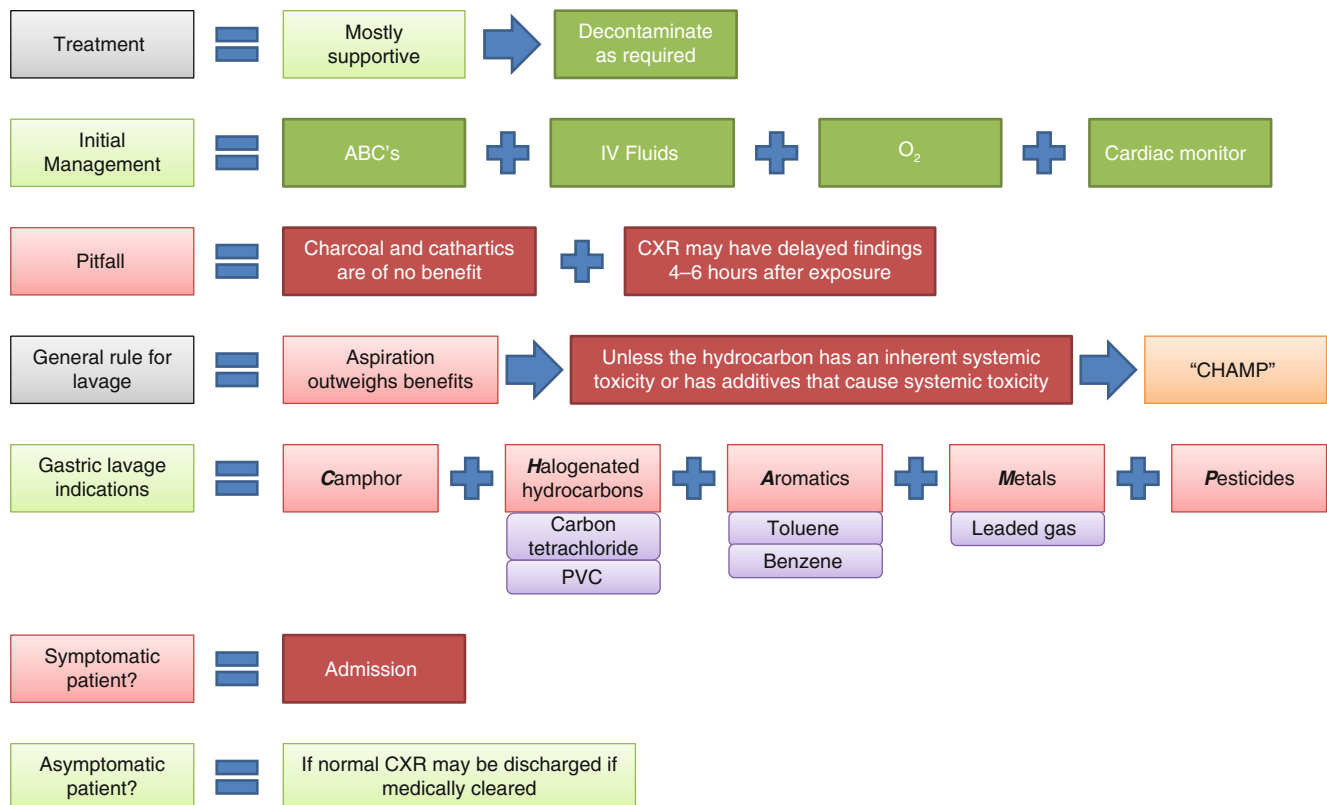 Treatment
Mostly
supportive
Decontaminate
as required
Initial
Management
ABC's
IV Fluids
O₂
Cardiac monitor
Pitfall
Charcoal and cathartics
are of no benefit
CXR may have delayed findings
4–6 hours after exposure
General rule for
lavage
Aspiration
outweighs benefits
Unless the hydrocarbon has an inherent systemic
toxicity or has additives that cause systemic toxicity
“CHAMP”
Gastric lavage
indications
Camphor
Halogenated
hydrocarbons
Carbon
tetrachloride
PVC
Aromatics
Toluene
Benzene
Metals
Leaded gas
Pesticides
Symptomatic
patient?
Admission
Asymptomatic
patient?
If normal CXR may be discharged if
medically cleared